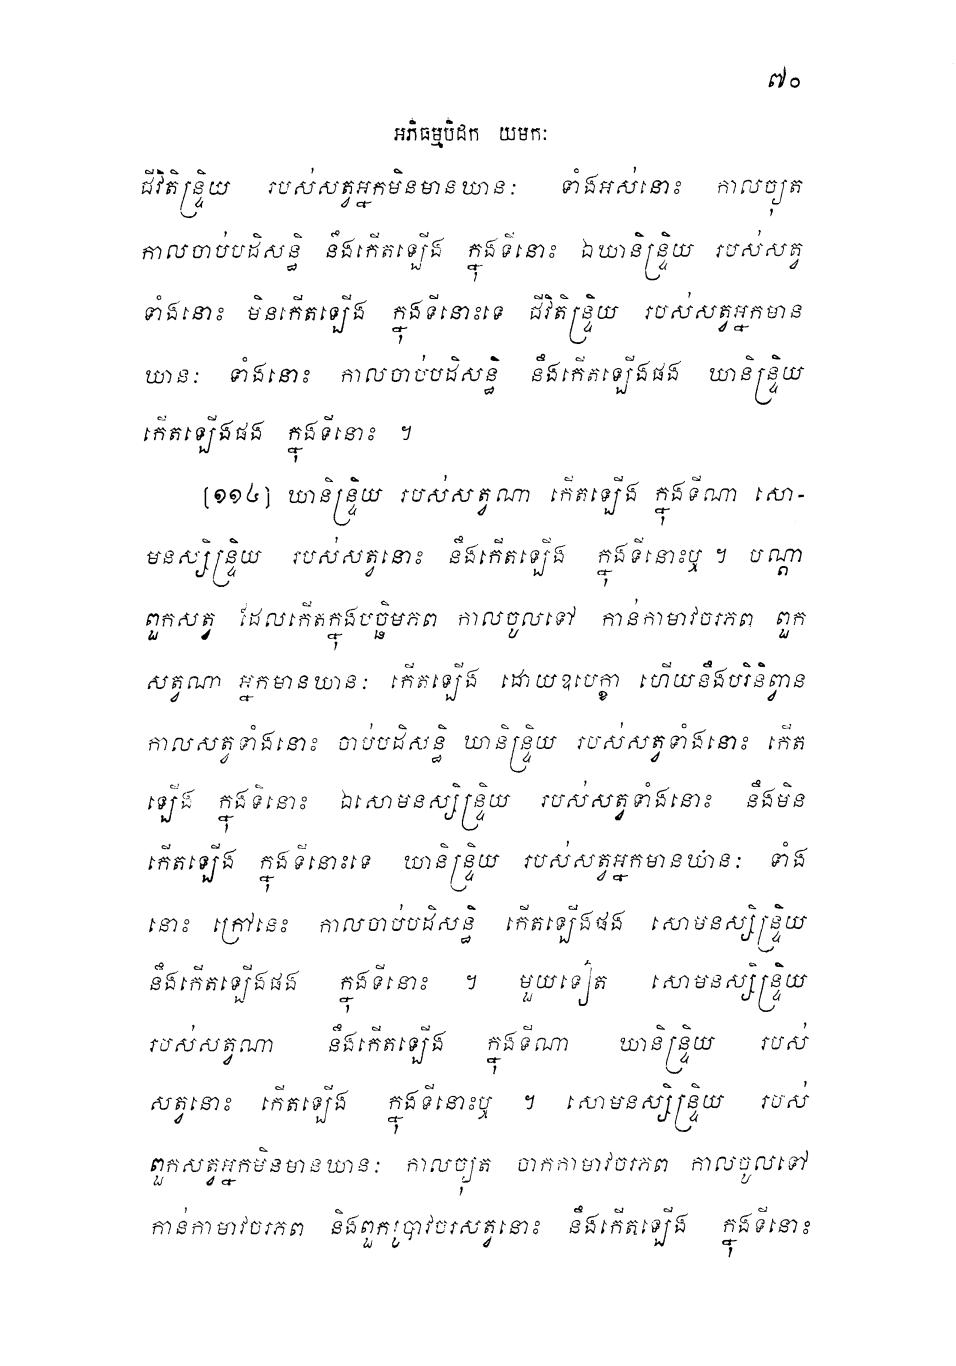 ៧០
អភិធម្មបិដក យមកៈ
ជីវិតិន្ទ្រិយ របស់សត្វអ្នកមិនមានឃានៈ ទាំងអស់នោះ កាលច្យុត
កាលចាប់បដិសន្ធិ នឹងកើតឡើង ក្នុងទីនោះ ឯឃានិន្ទ្រិយ របស់សត្វ
ទាំងនោះ មិនកើតឡើង ក្នុងទីនោះទេ ជីវិតិន្ទ្រិយ របស់សត្វអ្នកមាន
ឃានៈ ទាំងនោះ កាលចាប់បដិសន្ធិ នឹងកើតឡើងផង ឃានិន្ទ្រិយ
កើតឡើងផង ក្នុងទីនោះ ។
(១១៤) ឃានិន្ទ្រិយ របស់សត្វណា កើតឡើង ក្នុងទីណា សោ-
មនស្សិន្ទ្រិយ របស់សត្វនោះ នឹងកើតឡើង ក្នុងទីនោះឬ ។ បណ្តា
ពួកសត្វ ដែលកើតក្នុងបច្ឆិមភព កាលចូលទៅ កាន់កាមាវចរភព ពួក
សត្វណា អ្នកមានឃានៈ កើតឡើង ដោយឧបេក្ខា ហើយនឹងបរិនិព្វាន
កាលសត្វទាំងនោះ ចាប់បដិសន្ធិ ឃានិន្ទ្រិយ របស់សត្វទាំងនោះ កើត
ឡើង ក្នុងទីនោះ ឯសោមនស្សិន្ទ្រិយ របស់សត្វទាំងនោះ នឹងមិន
កើតឡើង ក្នុងទីនោះទេ ឃានិន្ទ្រិយ របស់សត្វអ្នកមានឃានៈ ទាំង
នោះ ក្រៅនេះ កាលចាប់បដិសន្ធិ កើតឡើងផង សោមនស្សិន្ទ្រិយ
នឹងកើតឡើងផង ក្នុងទីនោះ ។ មួយទៀត សោមនស្សិន្ទ្រិយ
របស់សត្វណា នឹងកើតឡើង ក្នុងទីណា ឃានិន្ទ្រិយ របស់
សត្វនោះ កើតឡើង ក្នុងទីនោះឬ ។ សោមនស្សិន្ទ្រិយ របស់
ពួកសត្វអ្នកមិនមានឃានៈ កាលច្យុត ចាកកាមាវចរភព កាលចូលទៅ
កាន់កាមាវចរភព និងពួករូបាវចរសត្វនោះ នឹងកើតឡើង ក្នុងទីនោះ